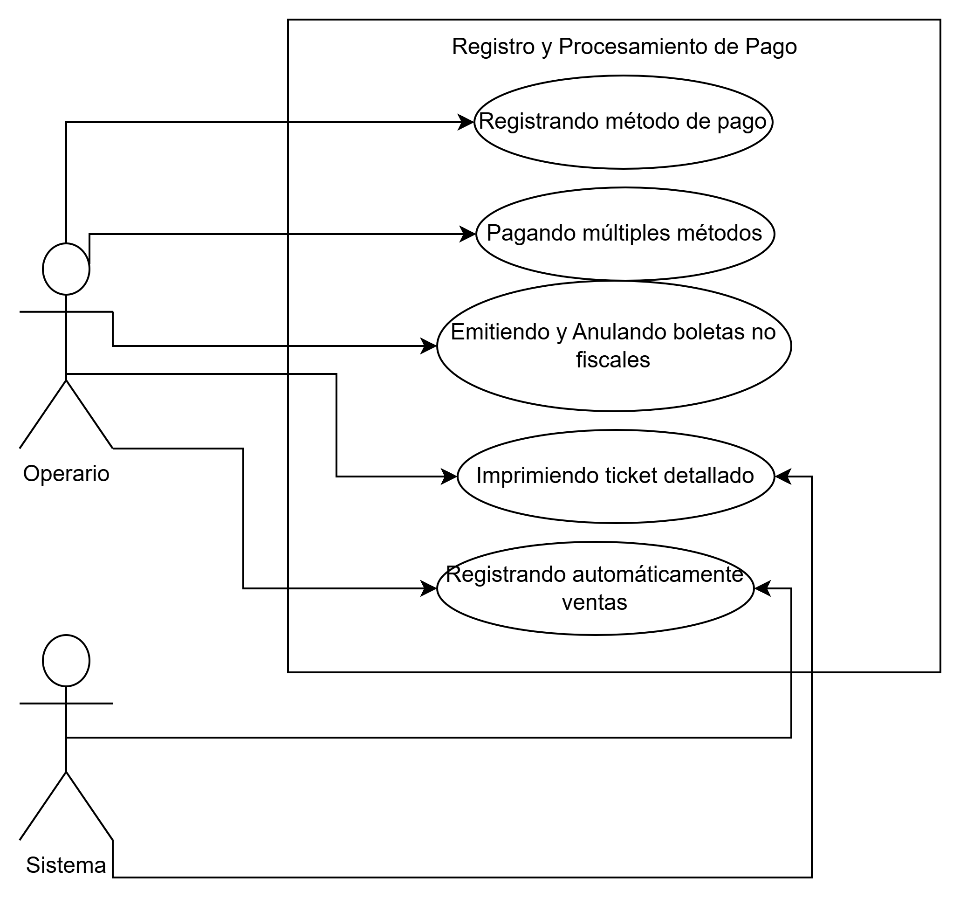 Registro y Procesamiento de Pago
Registrando método de pago
Pagando múltiples métodos
Emitiendo y Anulando boletas no
fiscales
Imprimiendo ticket detallado
Operario
Registrando automáticamente
ventas
Sistema